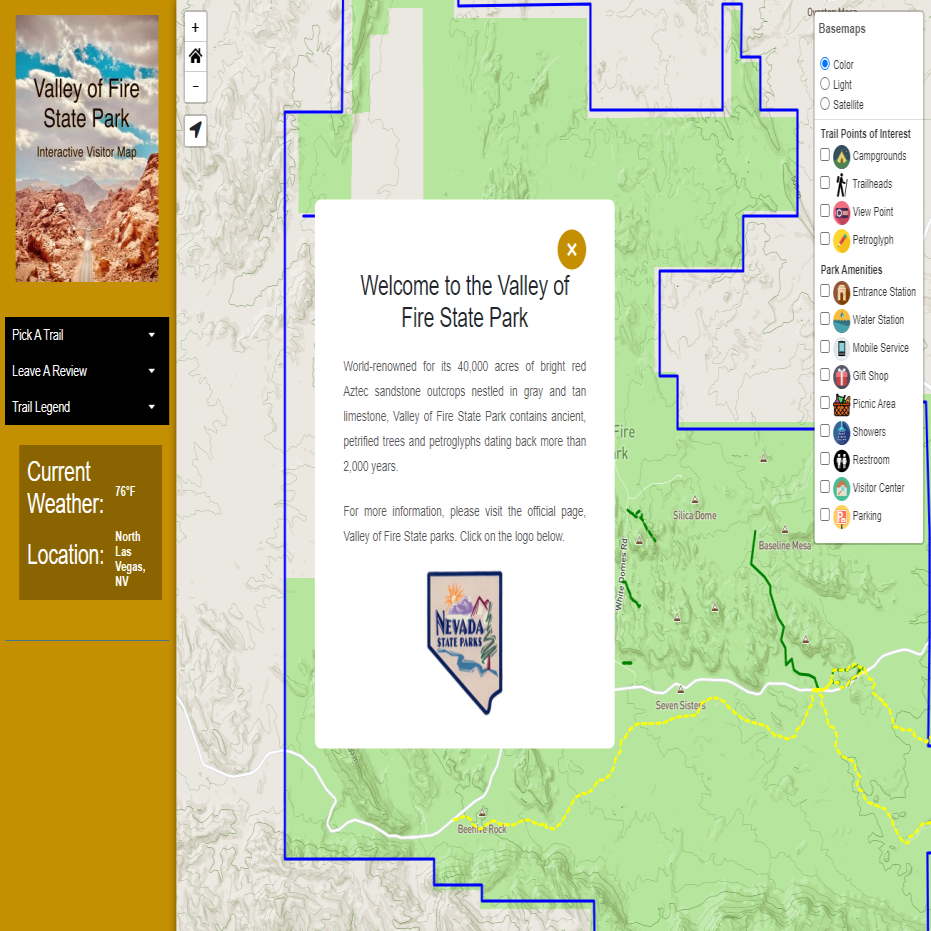 Valley of Fire
State Park
Interactive Visitor Map
Pick A Trail
Leave A Review
Trail Legend
Current
Weather:
76°F
Location:
North
Las
Vegas,
NV
+
-
×
Welcome to the Valley of
Fire State Park
World-renowned for its 40,000 acres of bright red
Aztec sandstone outcrops nestled in gray and tan
limestone, Valley of Fire State Park contains ancient,
petrified trees and petroglyphs dating back more than
2,000 years.
For more information, please visit the official page,
Valley of Fire State parks. Click on the logo below.
NEVADA
STATE PARKS
Fire
rk
Silica Dome
Baseline Mesa
White Domes Rd
Seven Sisters
Beehive Rock
Basemaps
Color
Light
Satellite
Trail Points of Interest
Campgrounds
Trailheads
View Point
Petroglyph
Park Amenities
Entrance Station
Water Station
Mobile Service
Gift Shop
Picnic Area
Showers
Restroom
Visitor Center
Parking